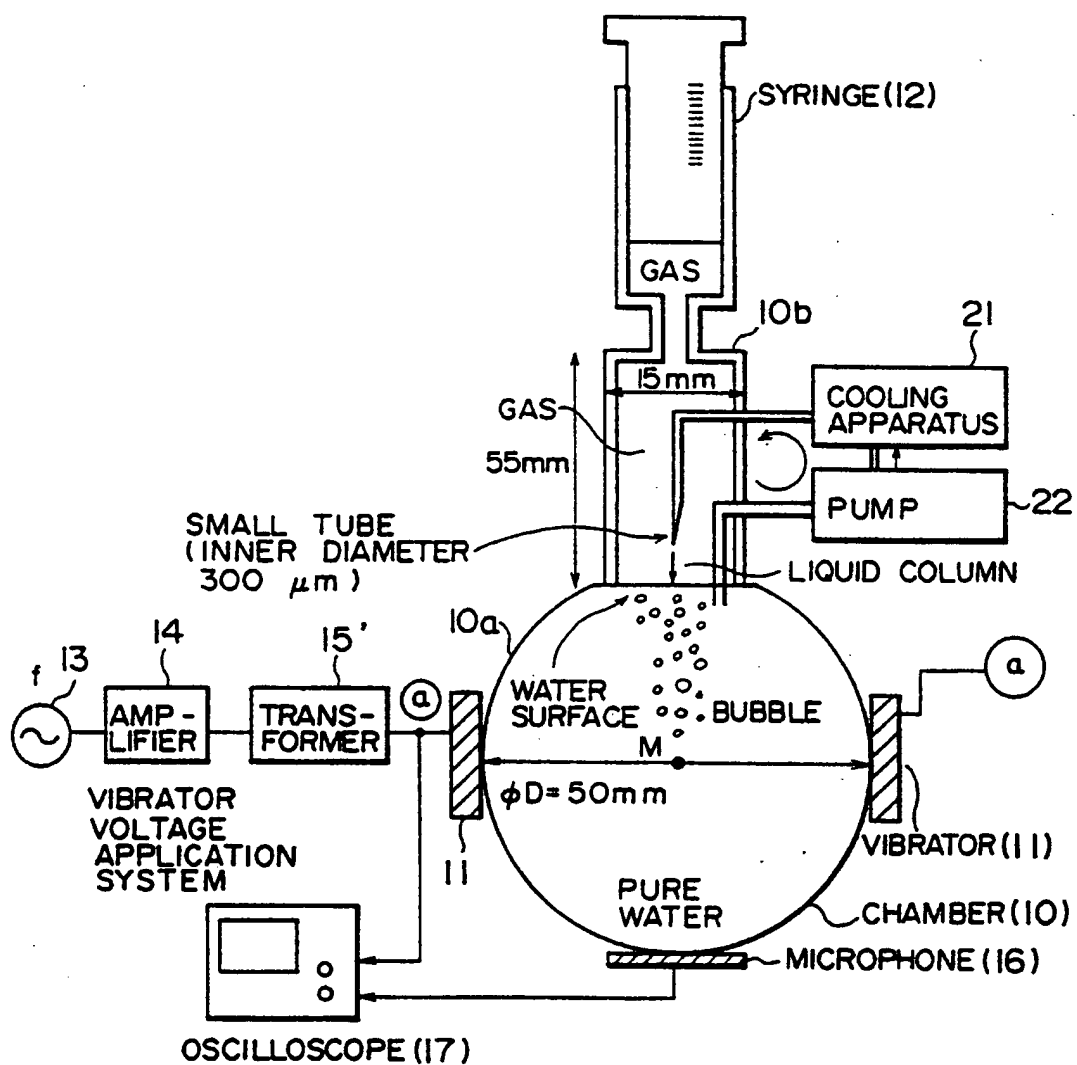 SYRINGE(12)
GAS
10b
21
15mm
COOLING
APPARATUS
GAS
55mm
PUMP
22
SMALL TUBE
(INNER DIAMETER
300 μm)
LIQUID COLUMN
10a
14
15'
f 13
a
a
WATER
SURFACE
BUBBLE
AMP-
LIFIER
TRANS-
FORMER
M
φD=50mm
VIBRATOR
VOLTAGE
APPLICATION
SYSTEM
11
VIBRATOR(11)
PURE
WATER
CHAMBER(10)
MICROPHONE(16)
OSCILLOSCOPE(17)